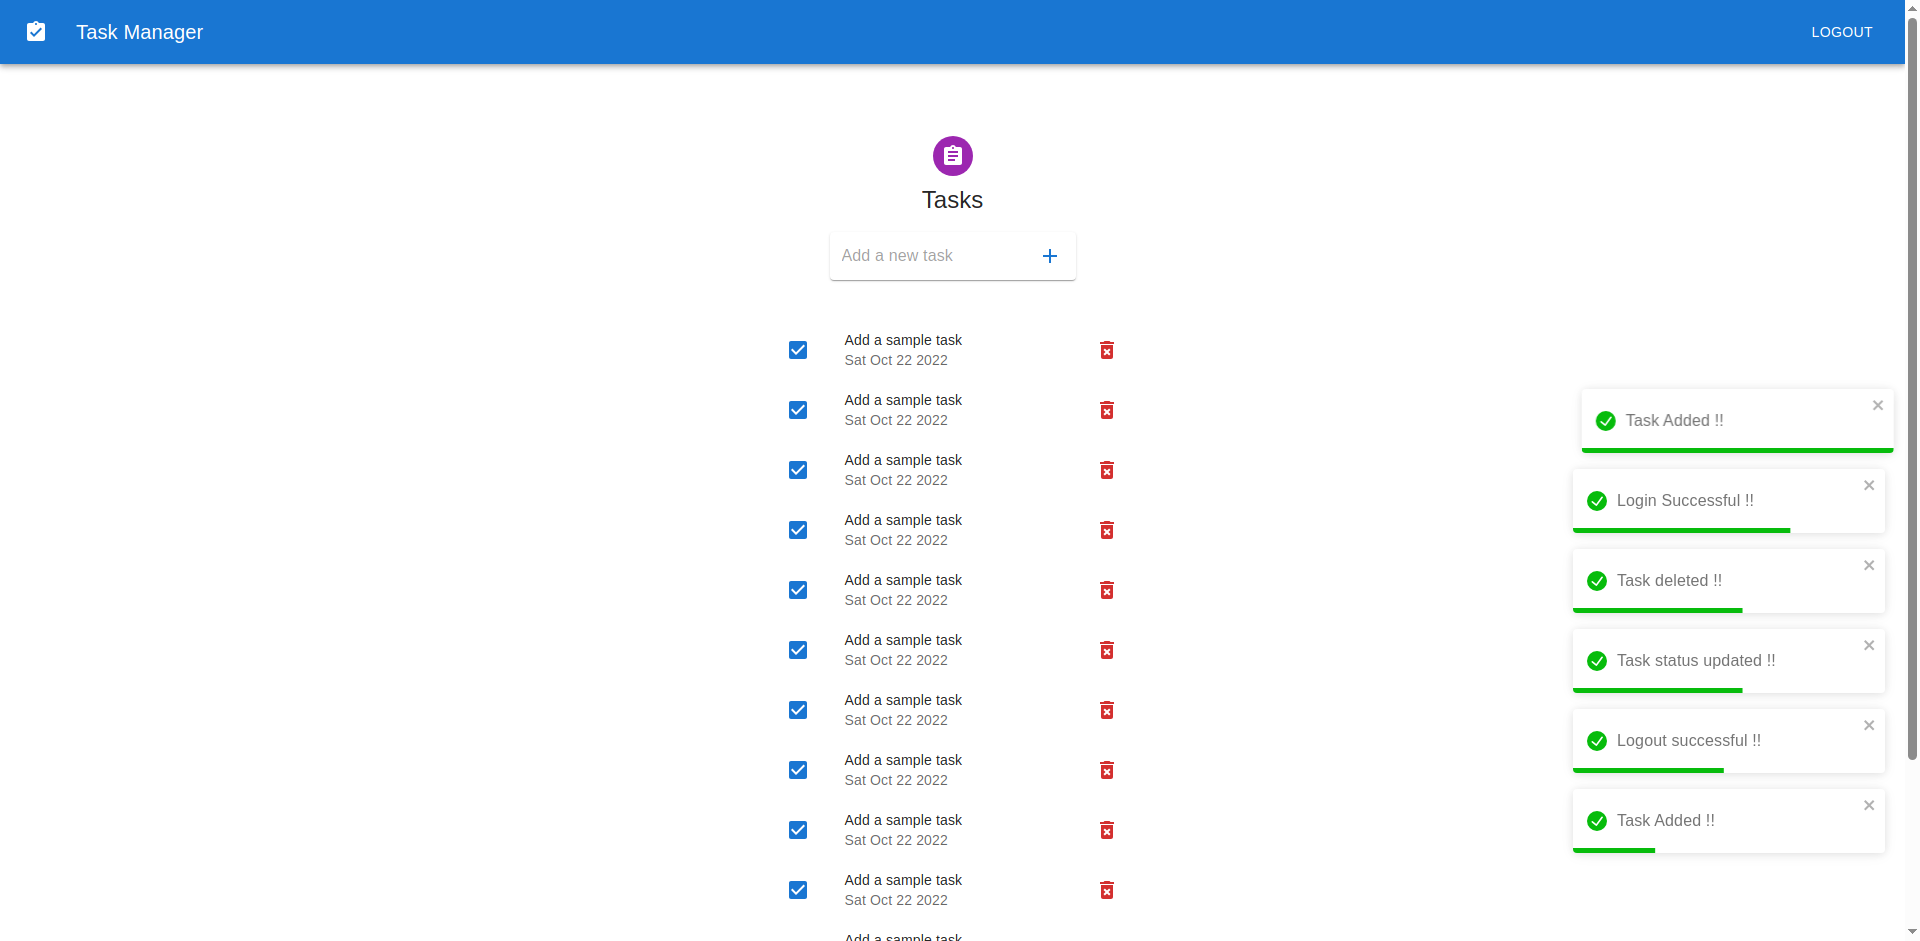 Task Manager
LOGOUT
Tasks
Add a new task
Add a sample task
Sat Oct 22 2022
Add a sample task
Sat Oct 22 2022
Add a sample task
Sat Oct 22 2022
Add a sample task
Sat Oct 22 2022
Add a sample task
Sat Oct 22 2022
Add a sample task
Sat Oct 22 2022
Add a sample task
Sat Oct 22 2022
Add a sample task
Sat Oct 22 2022
Add a sample task
Sat Oct 22 2022
Add a sample task
Sat Oct 22 2022
Add a sample task
Task Added !!
Login Successful !!
Task deleted !!
Task status updated !!
Logout successful !!
Task Added !!